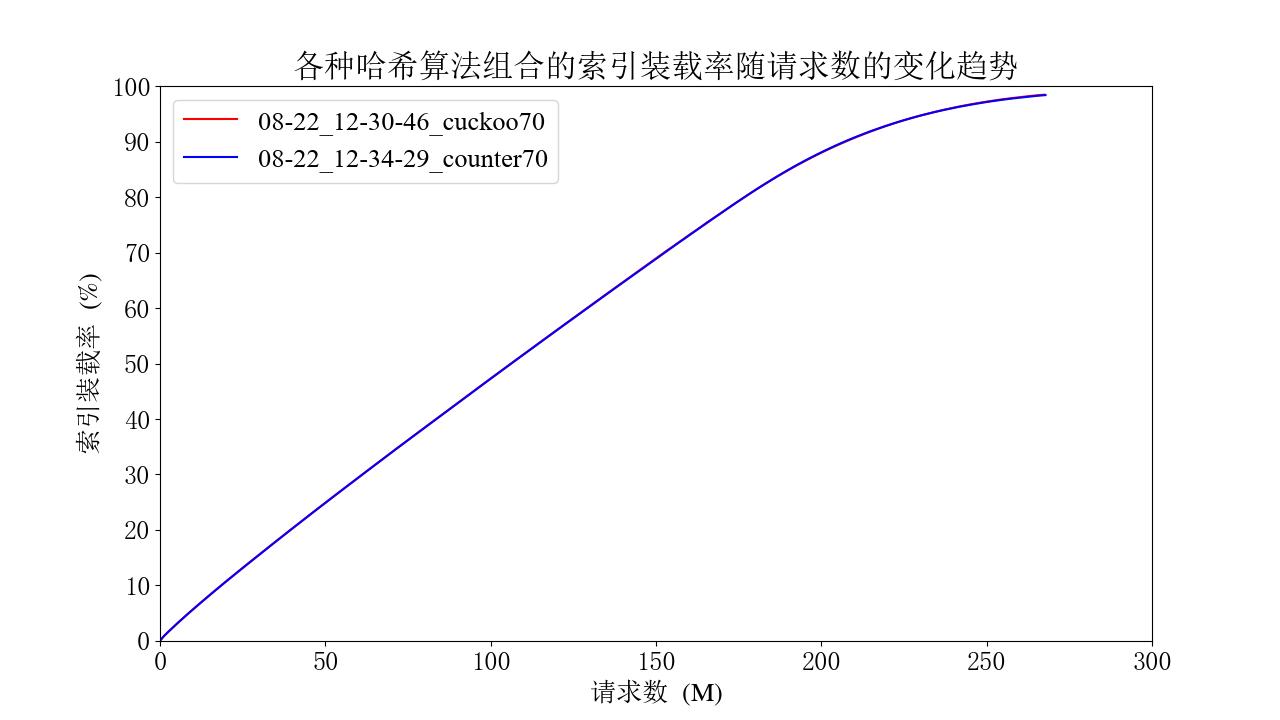 各种哈希算法组合的索引装载率随请求数的变化趋势
100
90
80
70
60
50
40
30
20
10
0
索引装载率 (%)
08-22_12-30-46_cuckoo70
08-22_12-34-29_counter70
0 50 100 150 200 250 300
请求数 (M)